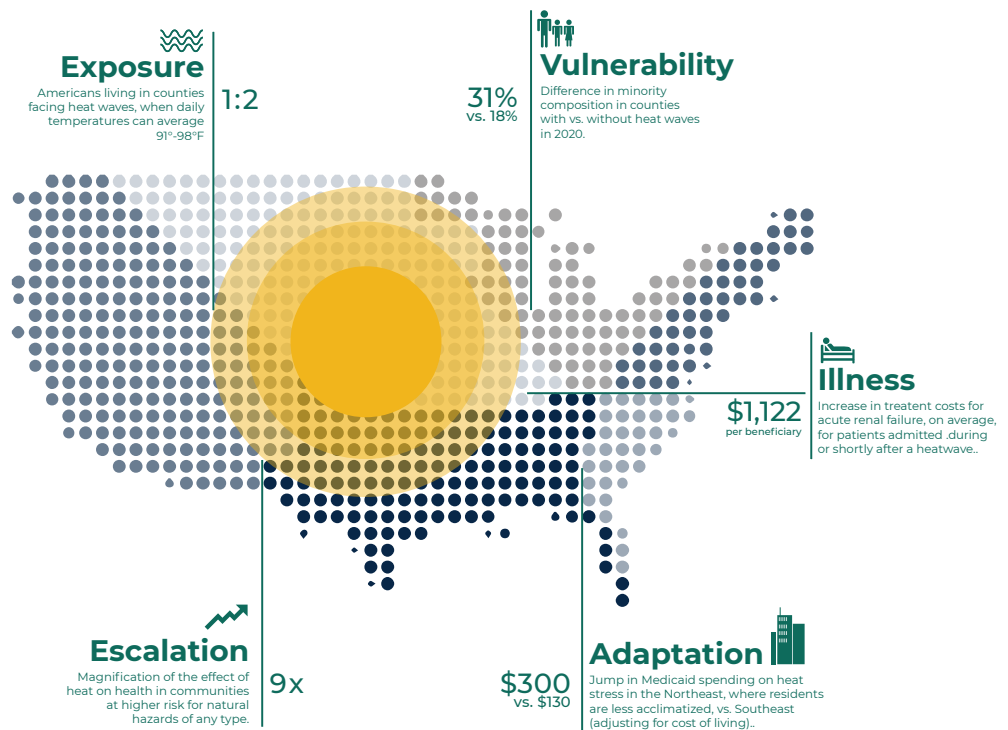 Exposure
Americans living in counties
facing heat waves, when daily
temperatures can average
91°-98°F
1:2
Vulnerability
31%
vs. 18%
Difference in minority
composition in counties
with vs. without heat waves
in 2020.
Illness
$1,122
per beneficiary
Increase in treatent costs for
acute renal failure, on average,
for patients admitted .during
or shortly after a heatwave..
Escalation
Magnification of the effect of
heat on health in communities
at higher risk for natural
hazards of any type.
9x
Adaptation
$300
vs. $130
Jump in Medicaid spending on heat
stress in the Northeast, where residents
are less acclimatized, vs. Southeast
(adjusting for cost of living)..